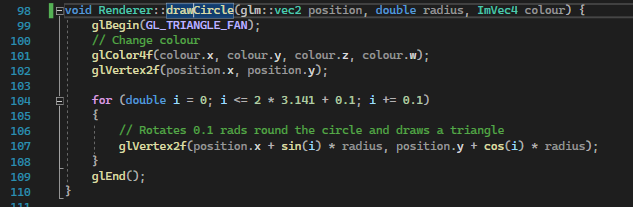 98 void Renderer::drawCircle(glm::vec2 position, double radius, ImVec4 colour) {
99 glBegin(GL_TRIANGLE_FAN);
100 // Change colour
101 glColor4f(colour.x, colour.y, colour.z, colour.w);
102 glVertex2f(position.x, position.y);
103
104 for (double i = 0; i <= 2 * 3.141 + 0.1; i += 0.1)
105 {
106 // Rotates 0.1 rads round the circle and draws a triangle
107 glVertex2f(position.x + sin(i) * radius, position.y + cos(i) * radius);
108 }
109 glEnd();
110 }
111